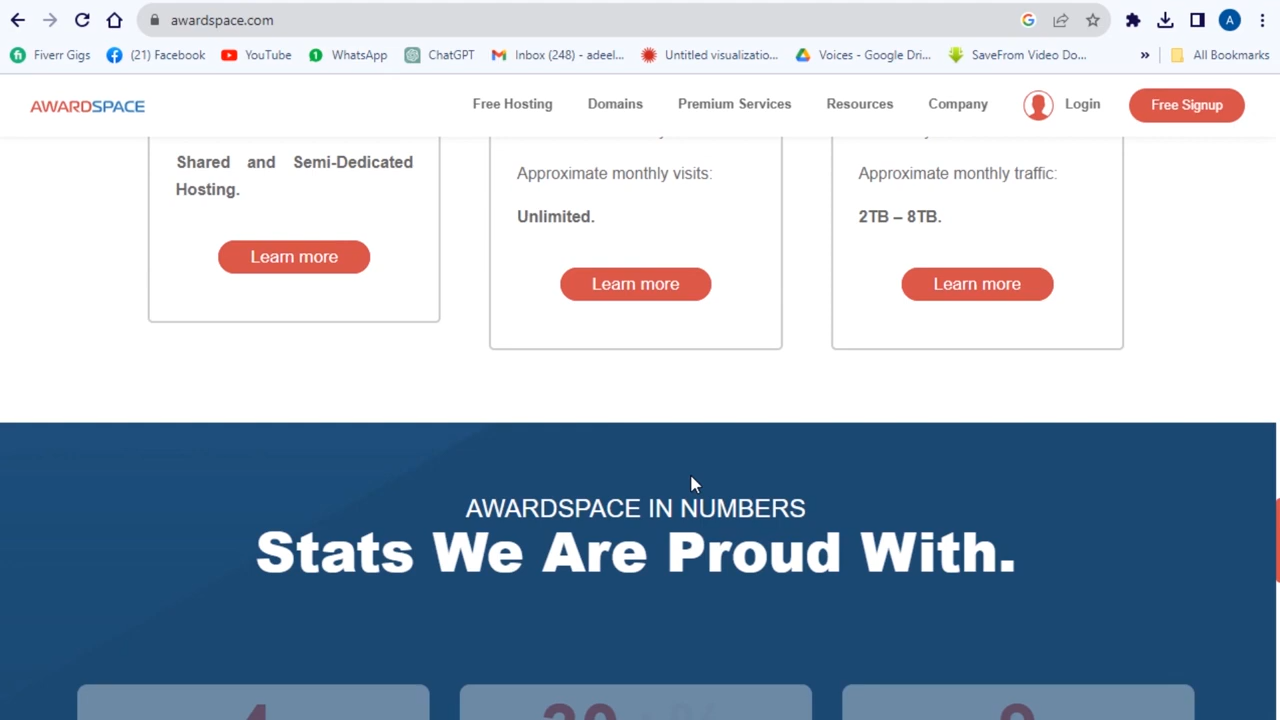 awardspace.com
A
Fiverr Gigs
(21) Facebook
YouTube
WhatsApp
ChatGPT
Inbox (248) - adeel...
Untitled visualizatio...
Voices - Google Dri...
SaveFrom Video Do...
»
All Bookmarks
AWARDSPACE
Free Hosting
Domains
Premium Services
Resources
Company
Login
Free Signup
Shared and Semi-Dedicated
Hosting.
Learn more
Approximate monthly visits:
Unlimited.
Learn more
Approximate monthly traffic:
2TB – 8TB.
Learn more
AWARDSPACE IN NUMBERS
Stats We Are Proud With.